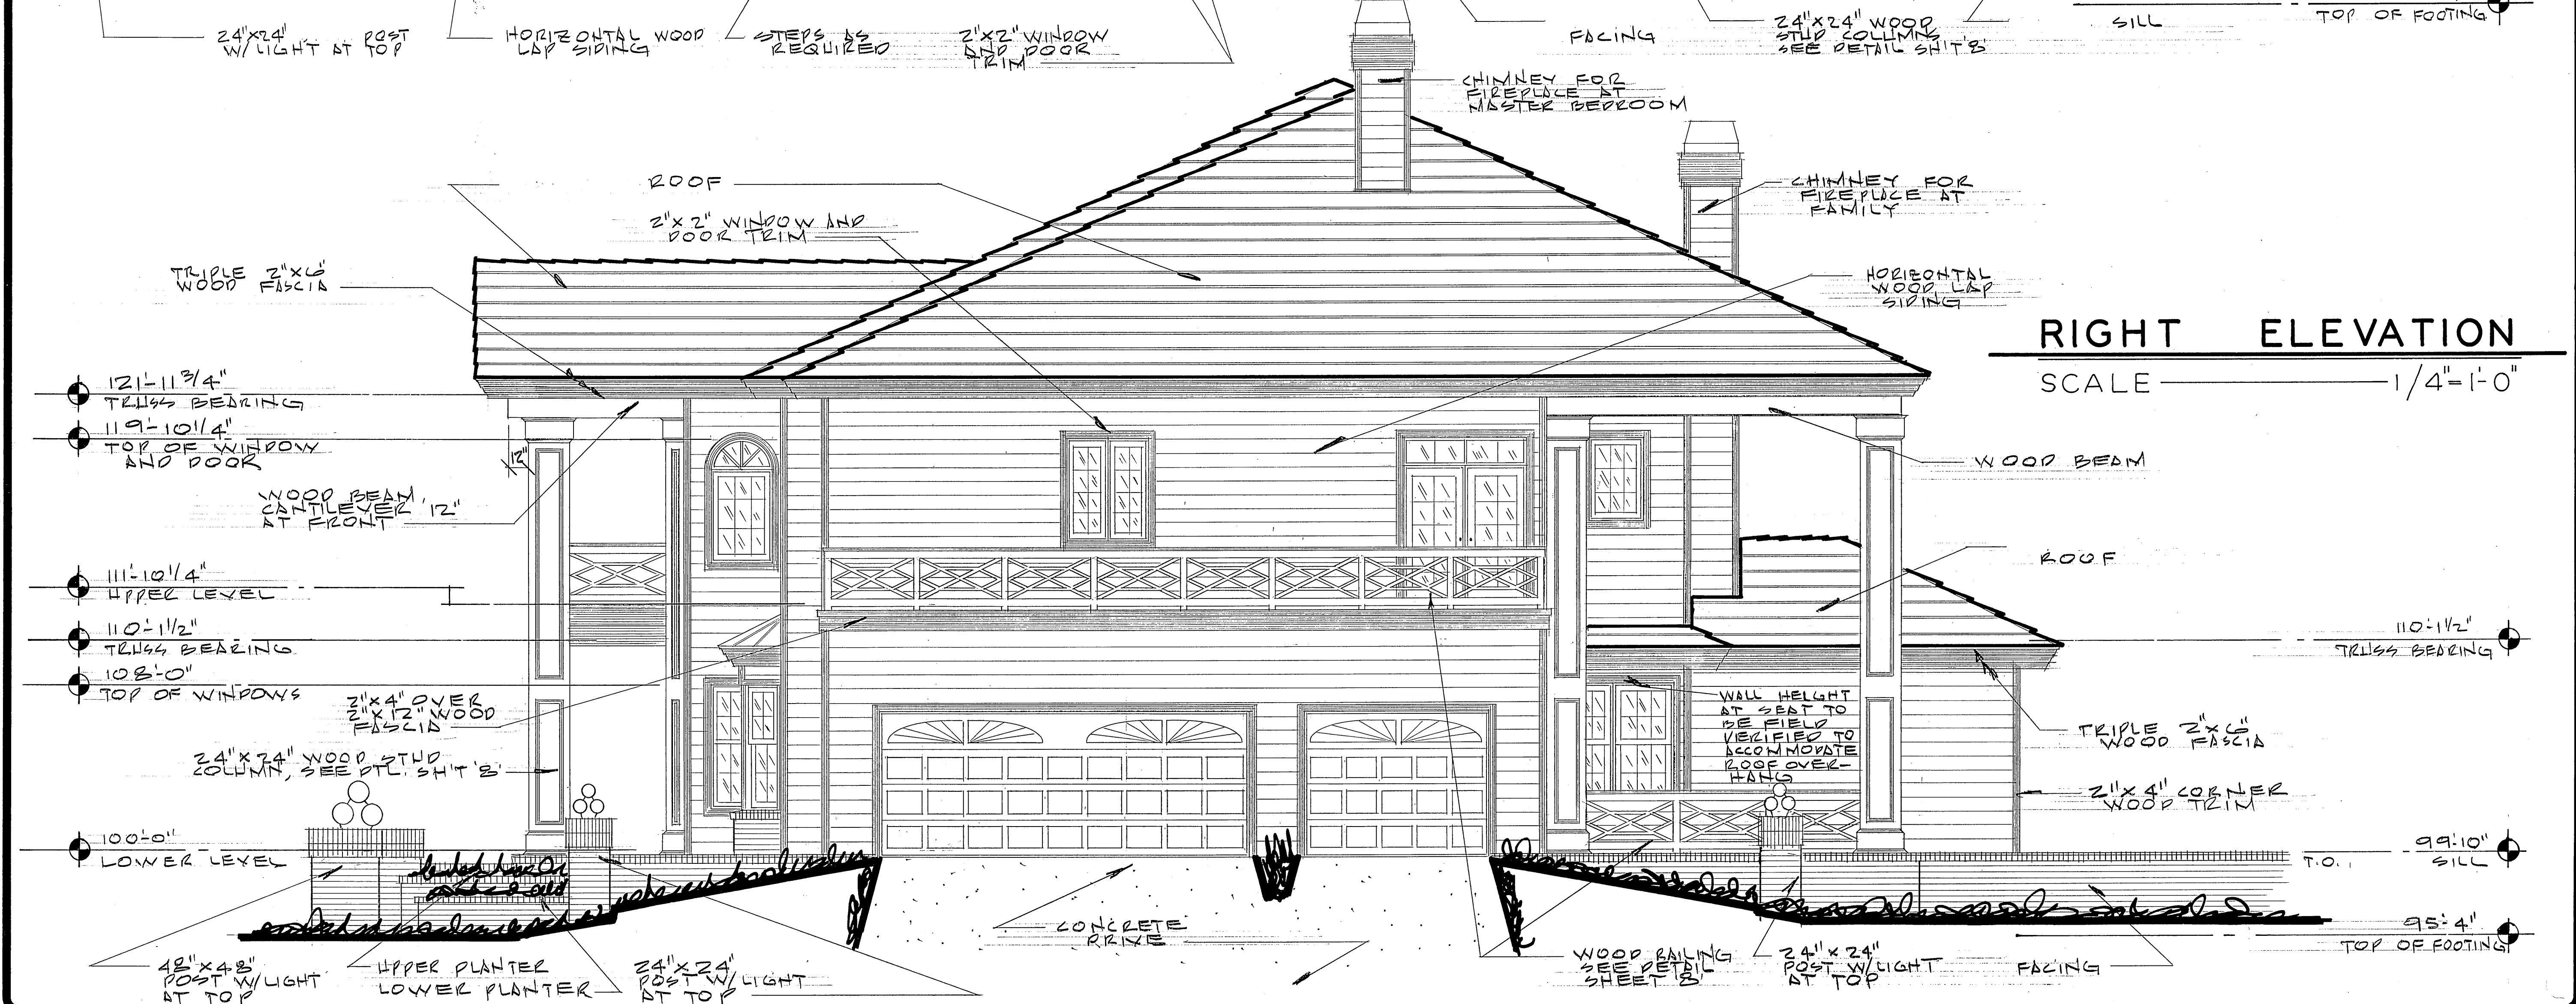 24"X24" POST
W/LIGHT AT TOP
HORIZONTAL WOOD
LAP SIDING
STEPS AS
REQUIRED
2"X2" WINDOW
AND DOOR
TRIM
FACING
24"X24" WOOD
STUD COLUMNS
SEE DETAIL SH'T '8'
SILL
TOP OF FOOTING
CHIMNEY FOR
FIREPLACE AT
MASTER BEDROOM
ROOF
2"X2" WINDOW AND
DOOR TRIM
CHIMNEY FOR
FIREPLACE AT
FAMILY
TRIPLE 2"X6"
WOOD FASCIA
HORIZONTAL
WOOD LAP
SIDING
RIGHT ELEVATION
SCALE 1/4"=1'-0"
121'-11 3/4"
TRUSS BEARING
119'-10 1/4"
TOP OF WINDOW
AND DOOR
12"
WOOD BEAM
WOOD BEAM,
CANTILEVER 12"
AT FRONT
ROOF
111'-10 1/4"
UPPER LEVEL
110'-1 1/2"
TRUSS BEARING
110'-1 1/2"
TRUSS BEARING
108'-0"
TOP OF WINDOWS
2"X4" OVER
2"X12" WOOD
FASCIA
WALL HEIGHT
AT SEAT TO
BE FIELD
VERIFIED TO
ACCOMMODATE
ROOF OVER-
HANG
TRIPLE 2"X6"
WOOD FASCIA
24"X24" WOOD STUD
COLUMN, SEE DTL. SH'T '8'
2"X4" CORNER
WOOD TRIM
100'-0"
LOWER LEVEL
T.O.
99'-10"
SILL
95'-4"
TOP OF FOOTING
CONCRETE
DRIVE
48"X48"
POST W/LIGHT
AT TOP
UPPER PLANTER
LOWER PLANTER
24"X24"
POST W/LIGHT
AT TOP
WOOD RAILING
SEE DETAIL
SHEET '8'
24"X24"
POST W/LIGHT
AT TOP
FACING